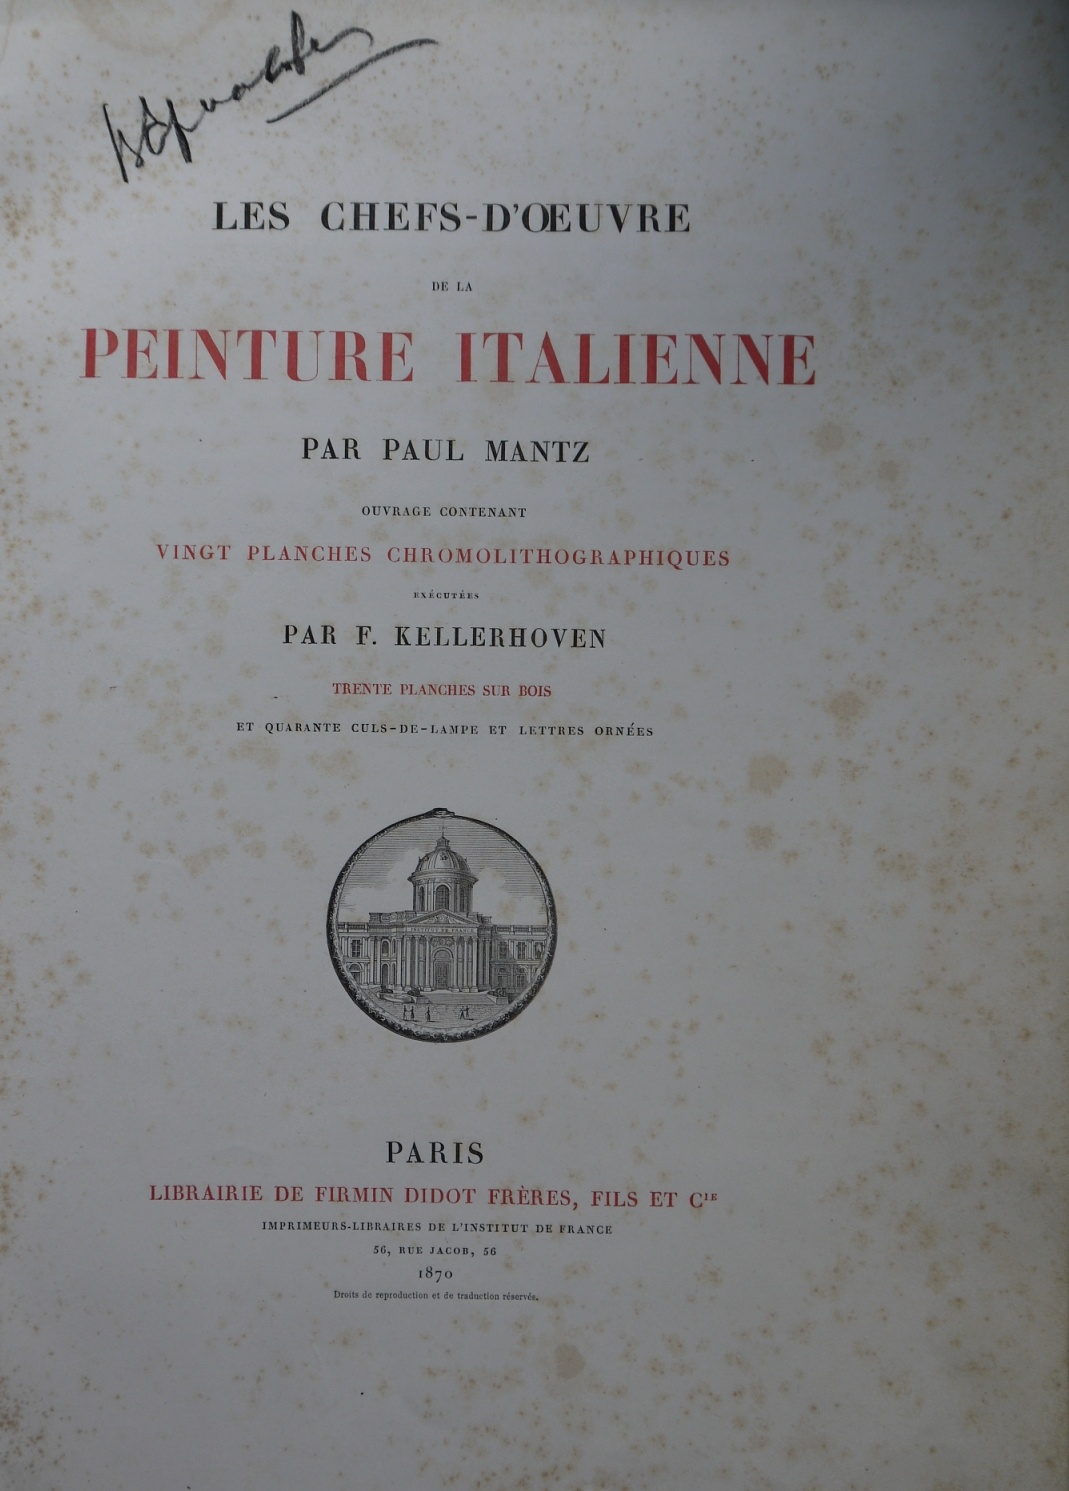 LES CHEFS-D'ŒUVRE
DE LA
PEINTURE ITALIENNE
PAR PAUL MANTZ
OUVRAGE CONTENANT
VINGT PLANCHES CHROMOLITHOGRAPHIQUES
EXÉCUTÉES
PAR F. KELLERHOVEN
TRENTE PLANCHES SUR BOIS
ET QUARANTE CULS-DE-LAMPE ET LETTRES ORNÉES
INSTITUT DE FRANCE
PARIS
LIBRAIRIE DE FIRMIN DIDOT FRÈRES, FILS ET CIE
IMPRIMEURS-LIBRAIRES DE L'INSTITUT DE FRANCE
56, RUE JACOB, 56
1870
Droits de reproduction et de traduction réservés.